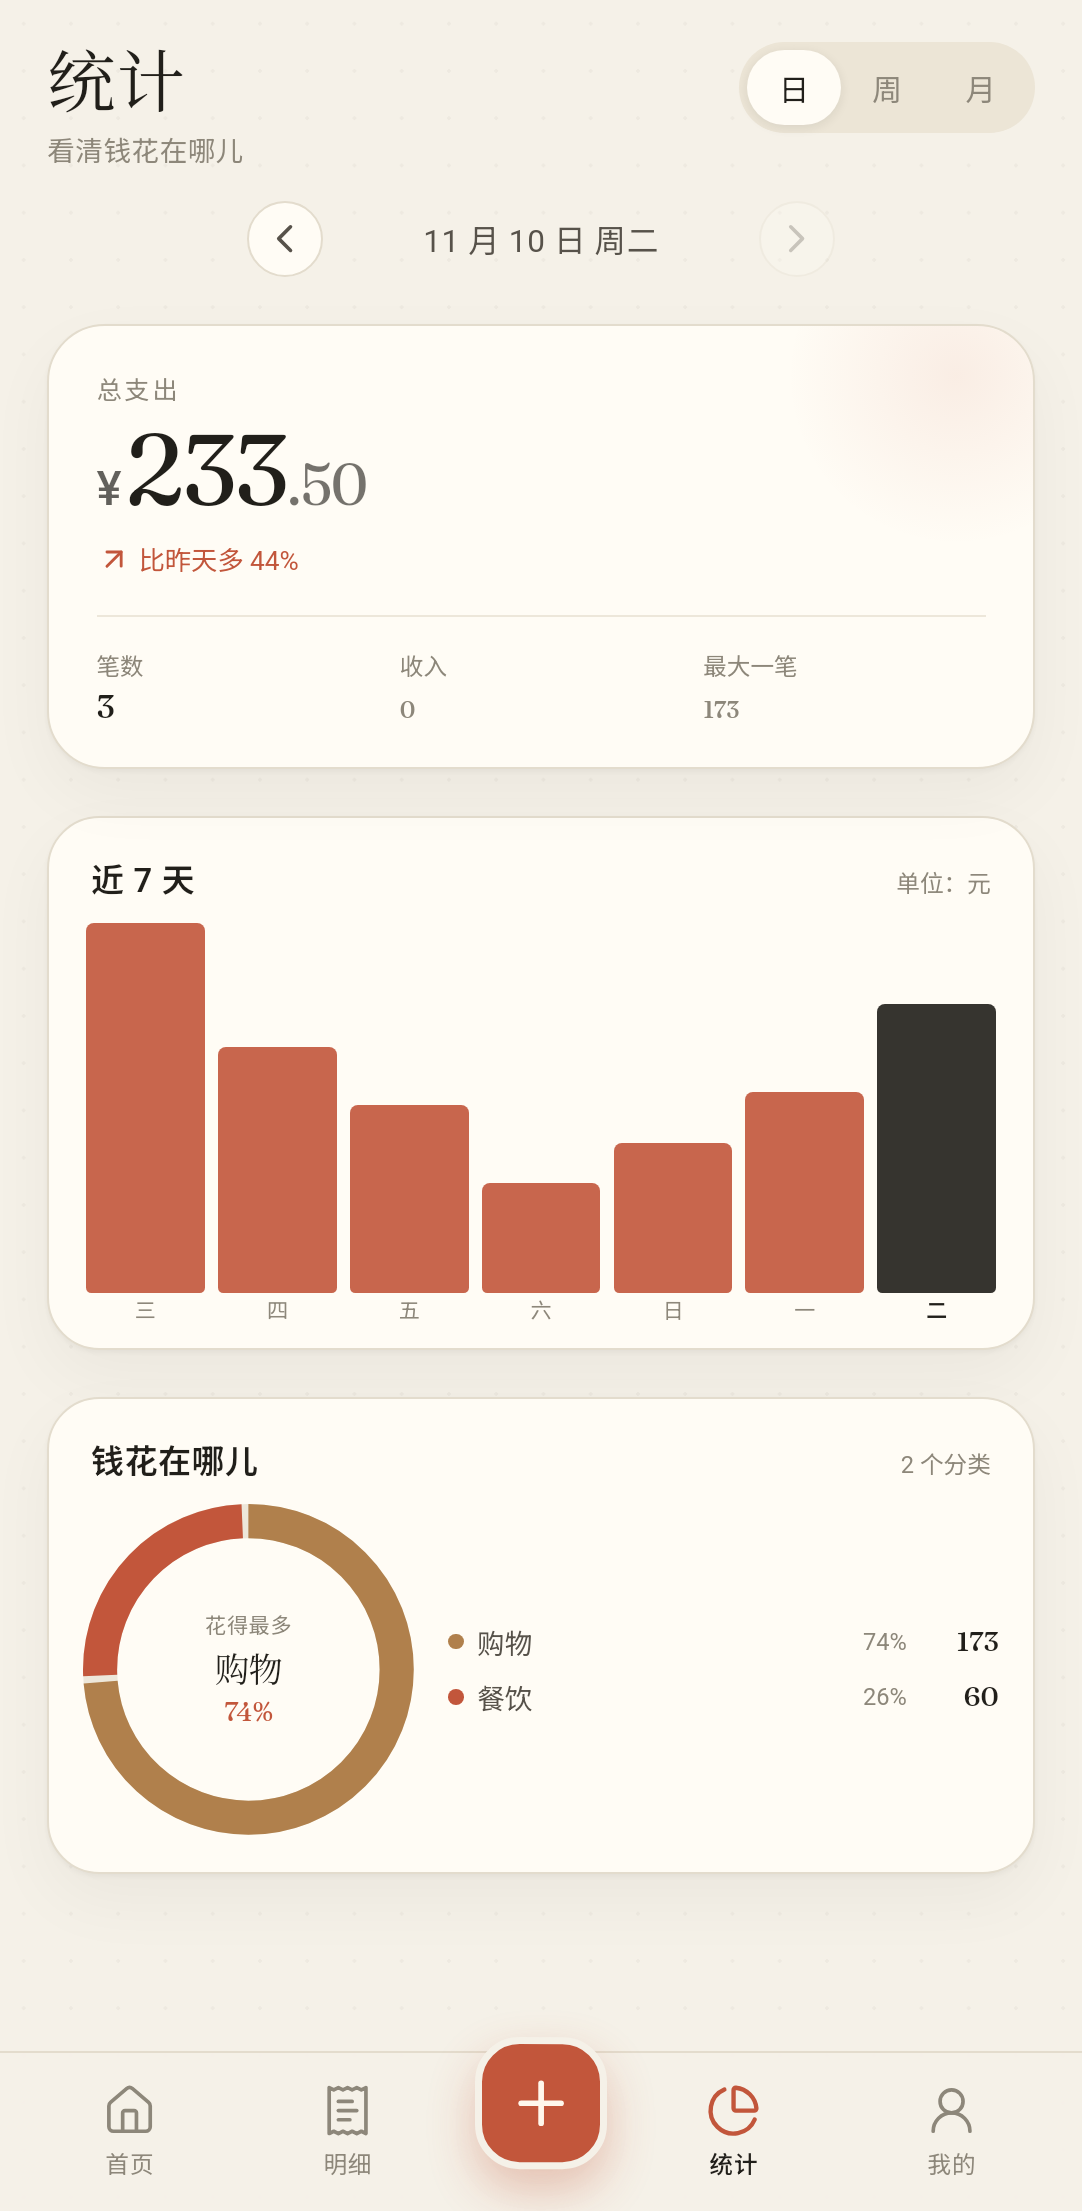 统计
日 周 月
看清钱花在哪儿
11 月 10 日 周二
总支出
¥233.50
比昨天多 44%
笔数 收入 最大一笔
3 0 173
近 7 天 单位：元
三 四 五 六 日 一 二
钱花在哪儿 2 个分类
花得最多
购物
74%
购物 74% 173
餐饮 26% 60
首页 明细 统计 我的